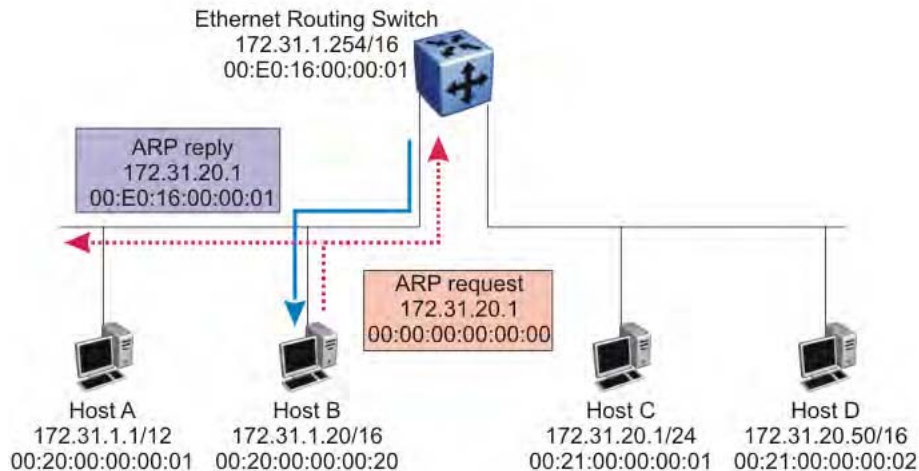 Ethernet Routing Switch
172.31.1.254/16
00:E0:16:00:00:01
ARP reply
172.31.20.1
00:E0:16:00:00:01
ARP request
172.31.20.1
00:00:00:00:00:00
Host A
172.31.1.1/12
00:20:00:00:00:01
Host B
172.31.1.20/16
00:20:00:00:00:20
Host C
172.31.20.1/24
00:21:00:00:00:01
Host D
172.31.20.50/16
00:21:00:00:00:02